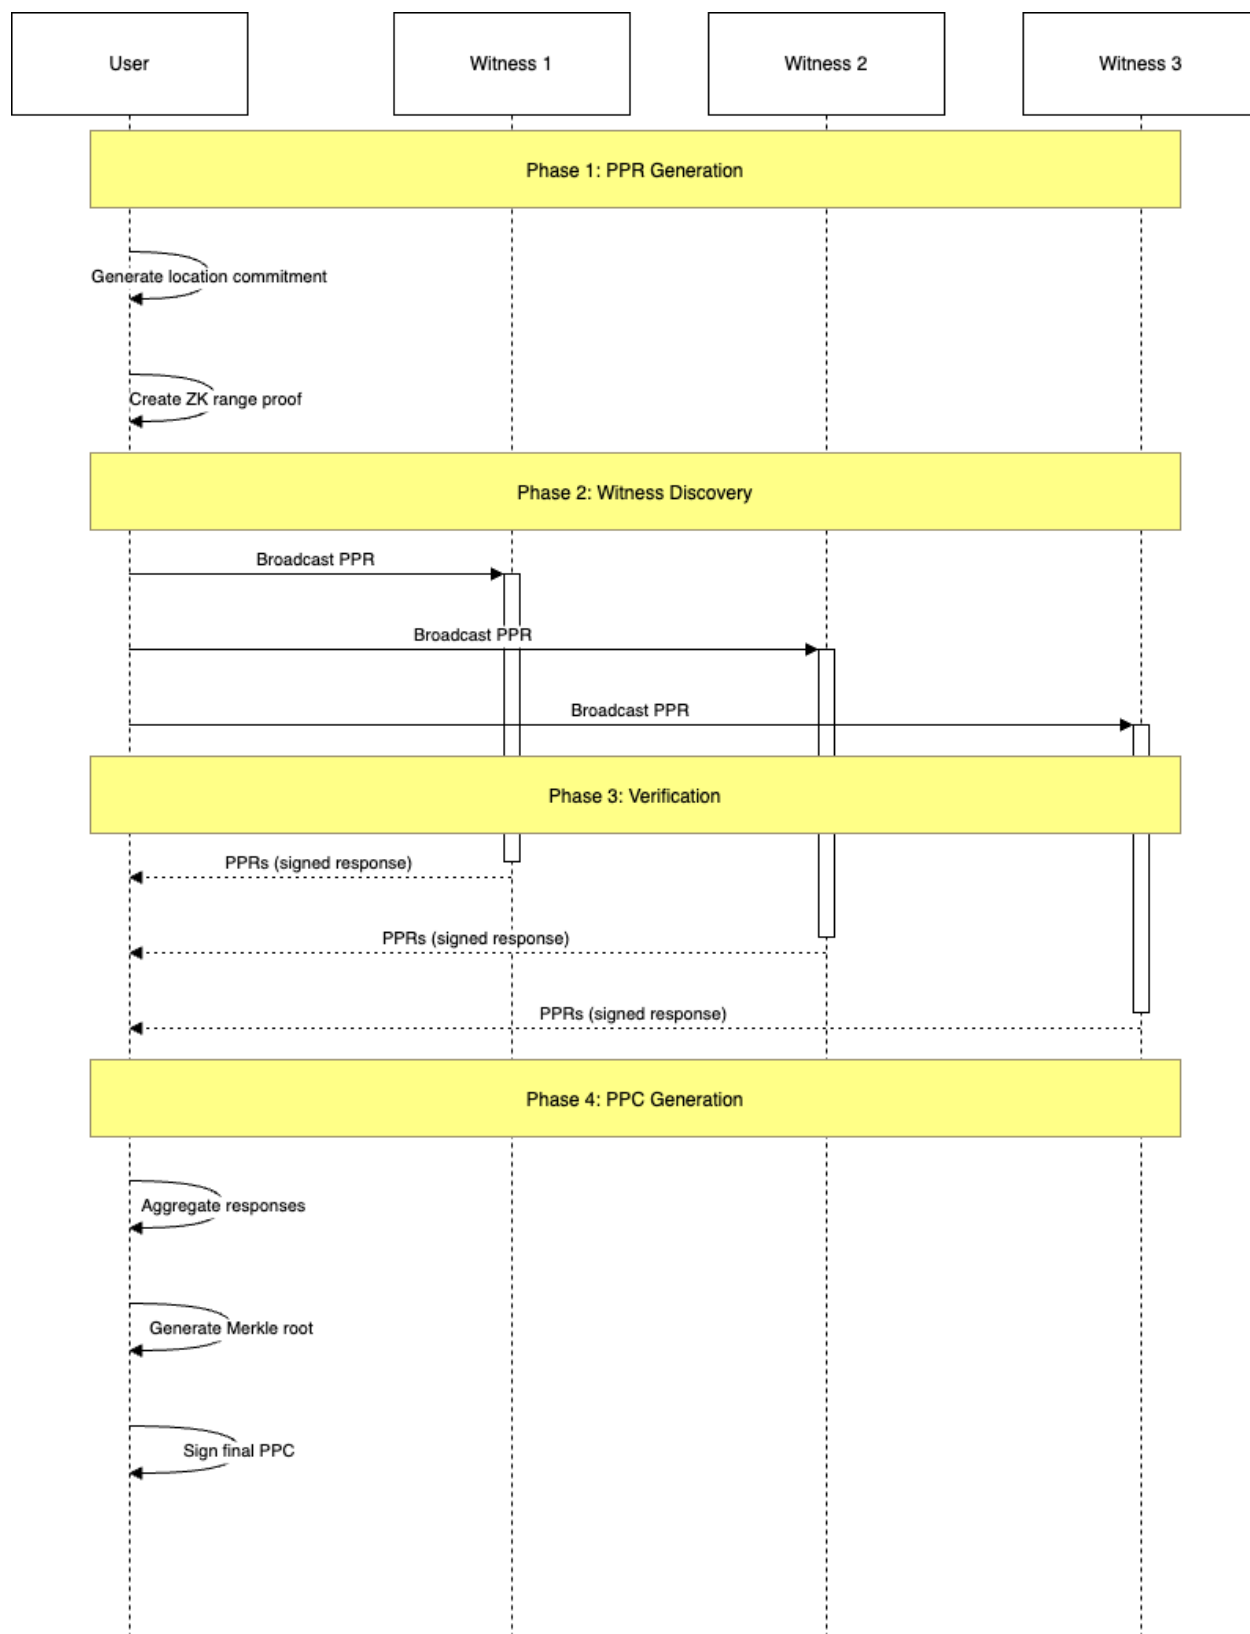 User
Witness 1
Witness 2
Witness 3
Phase 1: PPR Generation
Generate location commitment
Create ZK range proof
Phase 2: Witness Discovery
Broadcast PPR
Broadcast PPR
Broadcast PPR
Phase 3: Verification
PPRs (signed response)
PPRs (signed response)
PPRs (signed response)
Phase 4: PPC Generation
Aggregate responses
Generate Merkle root
Sign final PPC